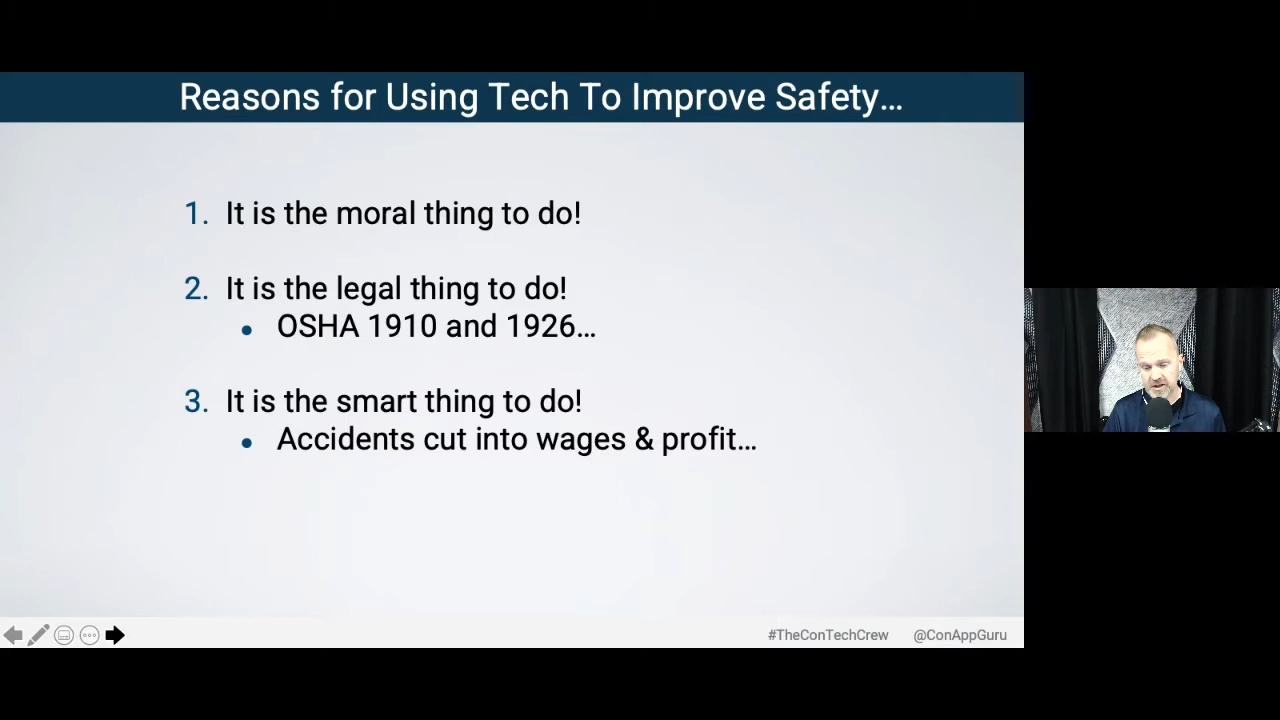 Reasons for Using Tech To Improve Safety...
1. It is the moral thing to do!
2. It is the legal thing to do!
• OSHA 1910 and 1926...
3. It is the smart thing to do!
• Accidents cut into wages & profit...
#TheConTechCrew @ConAppGuru